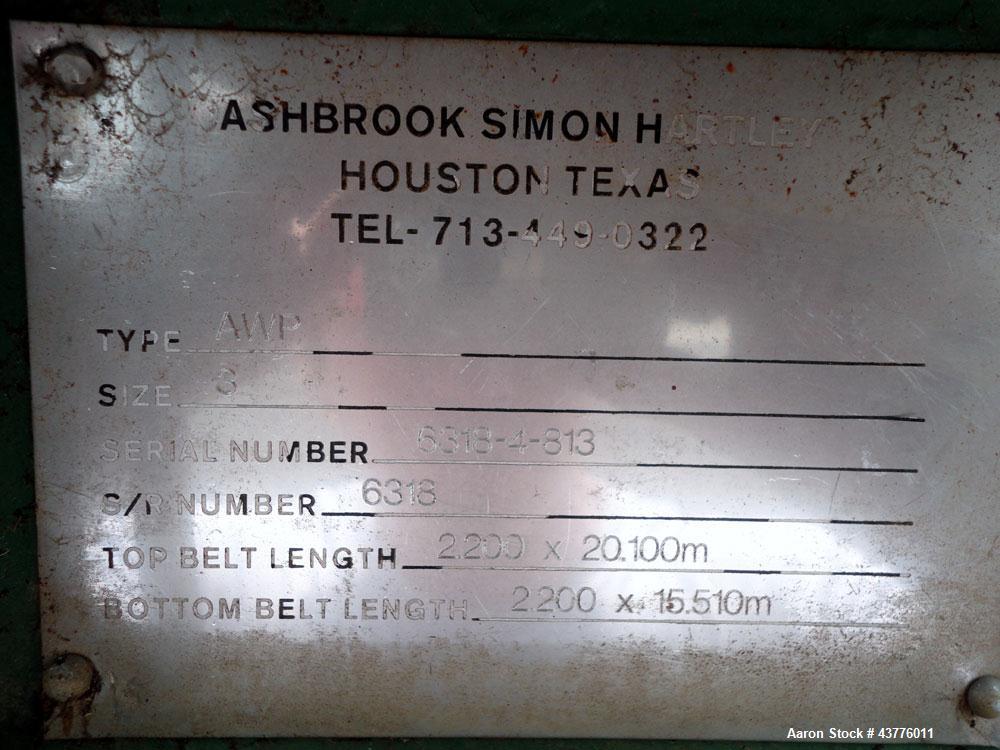 ASHBROOK SIMON HARTLEY
HOUSTON TEXAS
TEL- 713-449-0322
TYPE AWP
SIZE 3
SERIAL NUMBER 6318-4-813
S/R NUMBER 6318
TOP BELT LENGTH 2.200 x 20.100m
BOTTOM BELT LENGTH 2.200 x 15.510m
Aaron Stock # 43776011